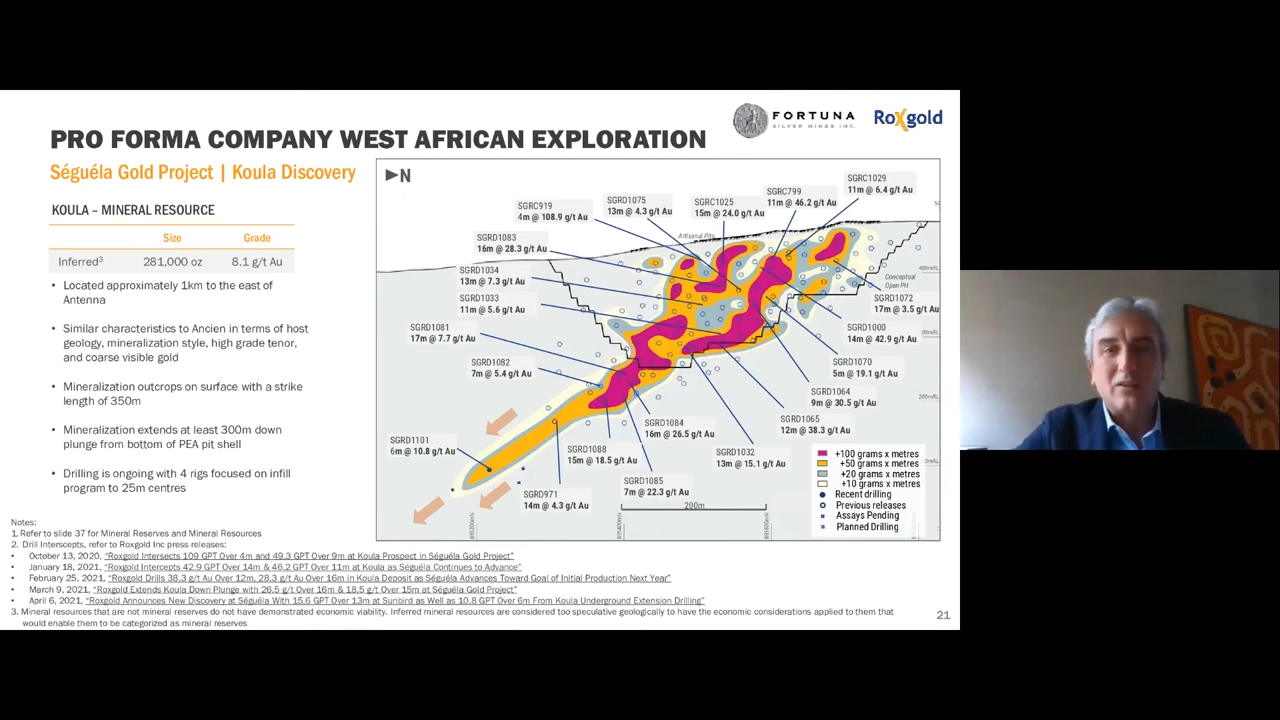 FORTUNA
SILVER MINES INC.
Roxgold
PRO FORMA COMPANY WEST AFRICAN EXPLORATION
Séguéla Gold Project | Koula Discovery
KOULA – MINERAL RESOURCE
Size Grade
Inferred3 281,000 oz 8.1 g/t Au
• Located approximately 1km to the east of
Antenna
• Similar characteristics to Ancien in terms of host
geology, mineralization style, high grade tenor,
and coarse visible gold
• Mineralization outcrops on surface with a strike
length of 350m
• Mineralization extends at least 300m down
plunge from bottom of PEA pit shell
• Drilling is ongoing with 4 rigs focused on infill
program to 25m centres
N
SGRC919
4m @ 108.9 g/t Au
SGRD1075
13m @ 4.3 g/t Au
SGRC1025
15m @ 24.0 g/t Au
SGRC799
11m @ 46.2 g/t Au
SGRC1029
11m @ 6.4 g/t Au
SGRD1083
16m @ 28.3 g/t Au
Artisanal Pits
SGRD1034
13m @ 7.3 g/t Au
SGRD1033
11m @ 5.6 g/t Au
Conceptual
Open Pit
SGRD1072
17m @ 3.5 g/t Au
SGRD1081
17m @ 7.7 g/t Au
SGRD1000
14m @ 42.9 g/t Au
SGRD1082
7m @ 5.4 g/t Au
SGRD1070
5m @ 19.1 g/t Au
SGRD1064
9m @ 30.5 g/t Au
SGRD1065
12m @ 38.3 g/t Au
SGRD1084
16m @ 26.5 g/t Au
SGRD1101
6m @ 10.8 g/t Au
SGRD1088
15m @ 18.5 g/t Au
SGRD1032
13m @ 15.1 g/t Au
SGRD1085
7m @ 22.3 g/t Au
SGRD971
14m @ 4.3 g/t Au
200m
+100 grams x metres
+50 grams x metres
+20 grams x metres
+10 grams x metres
Recent drilling
Previous releases
Assays Pending
Planned Drilling
Notes:
1. Refer to slide 37 for Mineral Reserves and Mineral Resources
2. Drill Interscepts, refer to Roxgold Inc press releases:
• October 13, 2020, “Roxgold Intersects 109 GPT Over 4m and 49.3 GPT Over 9m at Koula Prospect in Séguéla Gold Project”
• January 18, 2021, “Roxgold Intercepts 42.9 GPT Over 14m & 46.2 GPT Over 11m at Koula as Séguéla Continues to Advance”
• February 25, 2021, “Roxgold Drills 38.3 g/t Au Over 12m, 28.3 g/t Au Over 16m in Koula Deposit as Séguéla Advances Toward Goal of Initial Production Next Year”
• March 9, 2021, “Roxgold Extends Koula Down Plunge with 26.5 g/t Over 16m & 18.5 g/t Over 15m at Séguéla Gold Project”
• April 6, 2021, “Roxgold Announces New Discovery at Séguéla With 15.6 GPT Over 13m at Sunbird as Well as 10.8 GPT Over 6m From Koula Underground Extension Drilling”
3. Mineral resources that are not mineral reserves do not have demonstrated economic viability. Inferred mineral resources are considered too speculative geologically to have the economic considerations applied to them that
would enable them to be categorized as mineral reserves
21